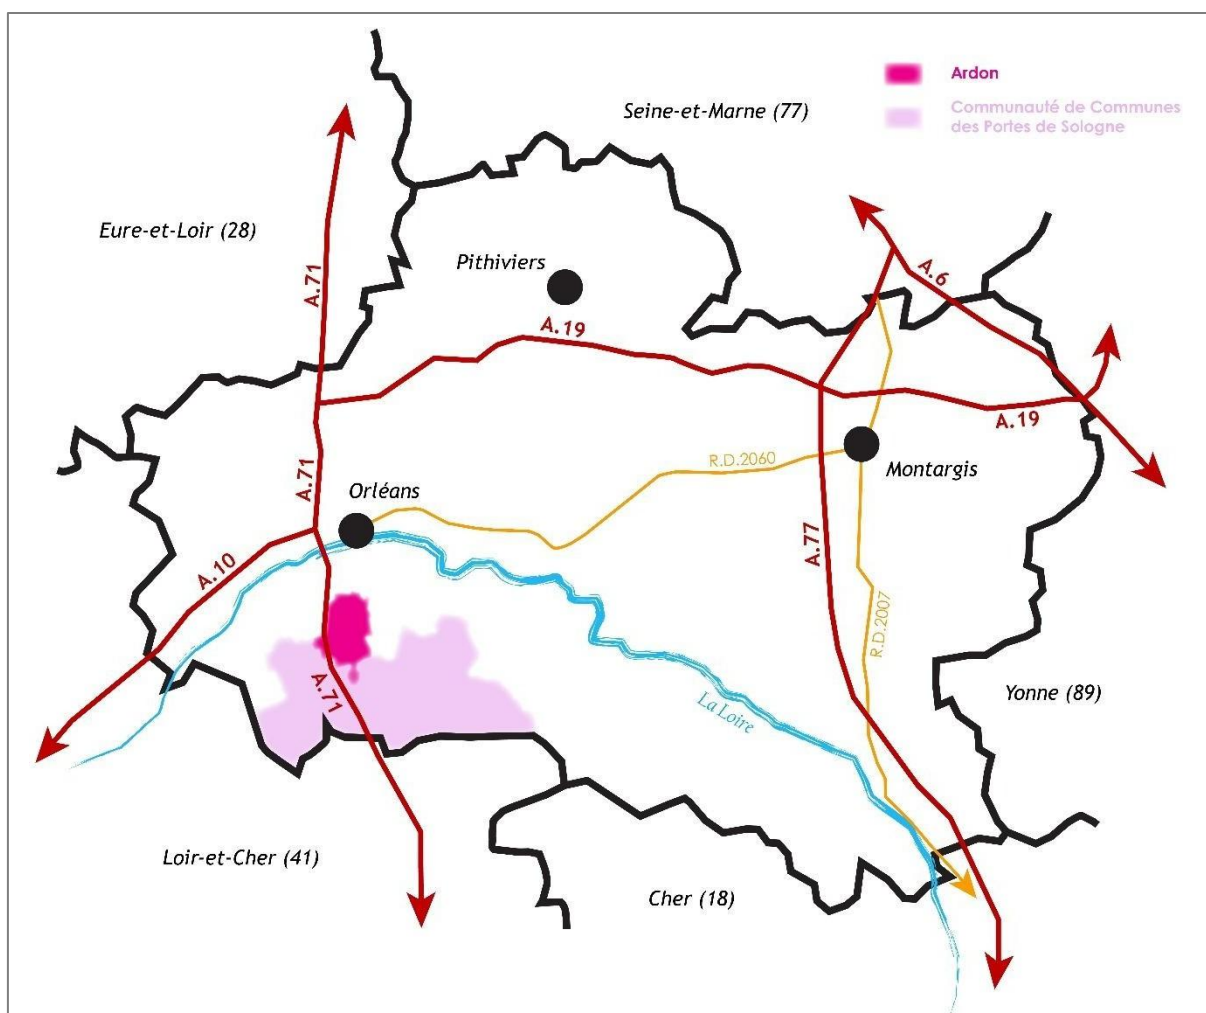 Ardon
Communauté de Communes
des Portes de Sologne
Seine-et-Marne (77)
Eure-et-Loir (28)
Pithiviers
A.71
A.6
A.19
A.19
Montargis
R.D.2060
A.71
Orléans
A.77
A.10
R.D.2007
A.71
La Loire
Yonne (89)
Loir-et-Cher (41)
Cher (18)